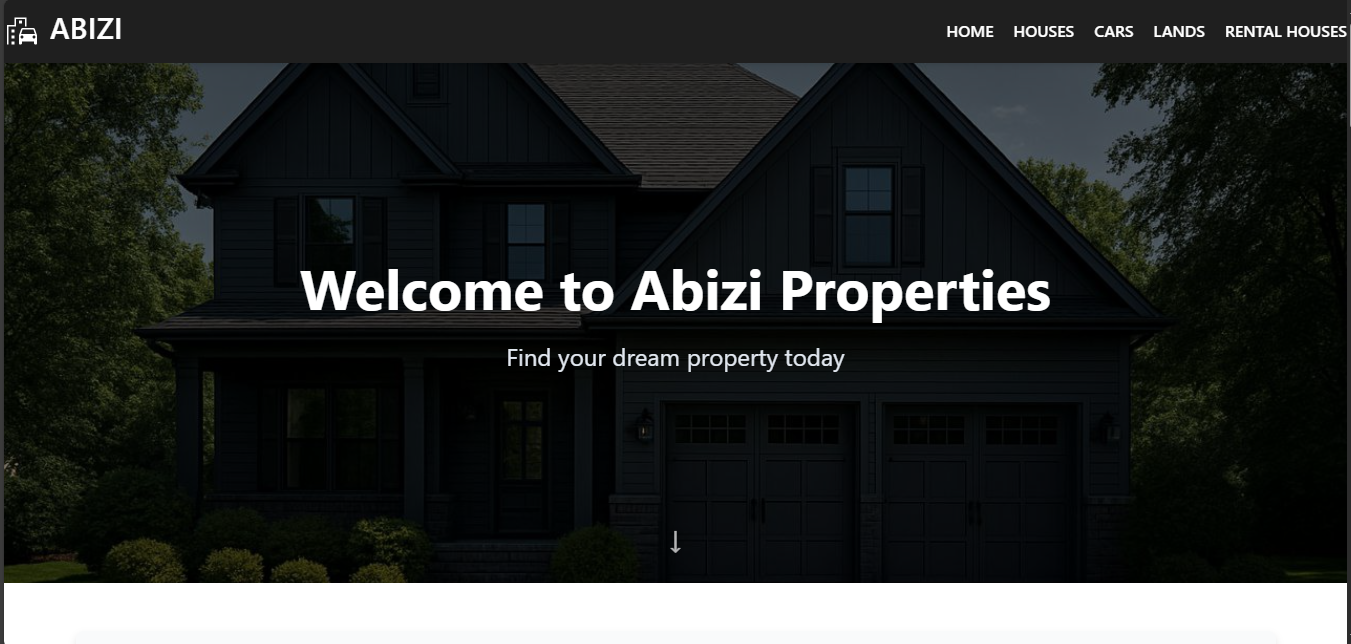 ABIZI
HOME HOUSES CARS LANDS RENTAL HOUSES
Welcome to Abizi Properties
Find your dream property today
↓